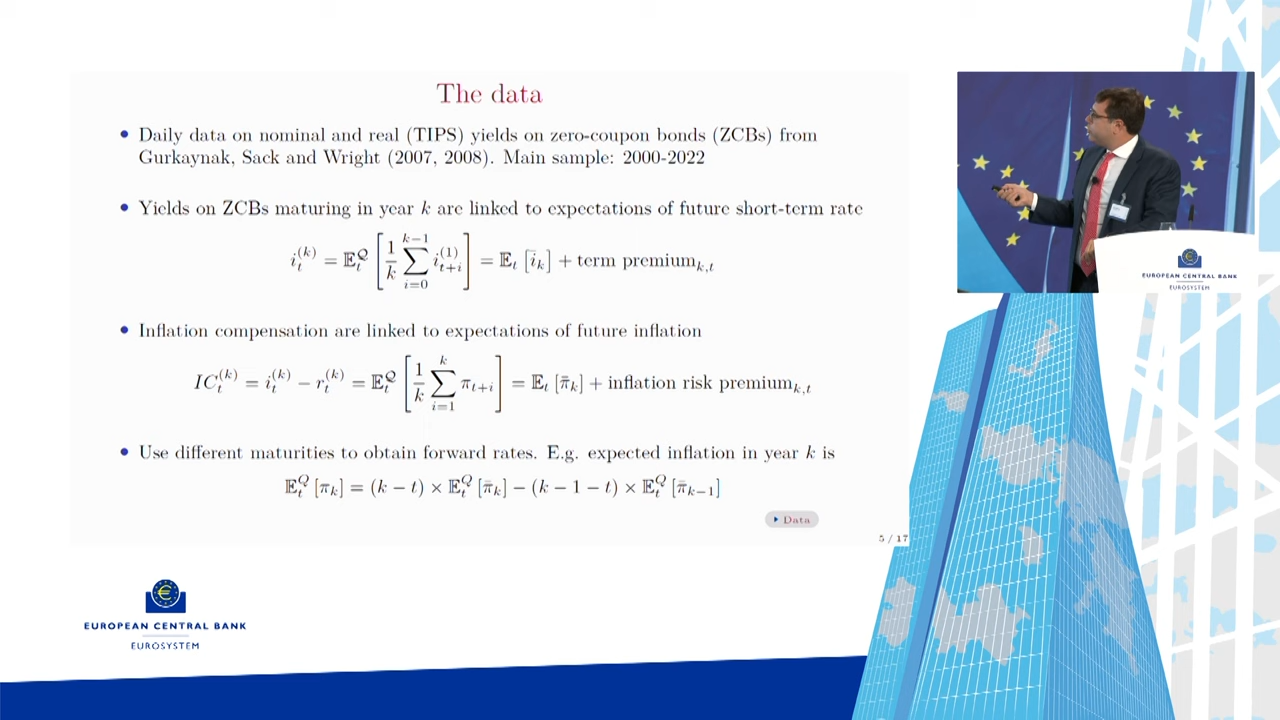 The data
• Daily data on nominal and real (TIPS) yields on zero-coupon bonds (ZCBs) from
Gurkaynak, Sack and Wright (2007, 2008). Main sample: 2000-2022
• Yields on ZCBs maturing in year k are linked to expectations of future short-term rate
i_t^{(k)} = 𝔼_t^Q [ 1/k ∑_{i=0}^{k−1} i_{t+i}^{(1)} ] = 𝔼_t [ī_k] + term premium_{k,t}
• Inflation compensation are linked to expectations of future inflation
IC_t^{(k)} = i_t^{(k)} − r_t^{(k)} = 𝔼_t^Q [ 1/k ∑_{i=1}^{k} π_{t+i} ] = 𝔼_t [π̄_k] + inflation risk premium_{k,t}
• Use different maturities to obtain forward rates. E.g. expected inflation in year k is
𝔼_t^Q [π_k] = (k − t) × 𝔼_t^Q [π̄_k] − (k − 1 − t) × 𝔼_t^Q [π̄_{k−1}]
Data
5 / 17
EUROPEAN CENTRAL BANK
EUROSYSTEM
EUROPEAN CENTRAL BANK
EUROSYSTEM